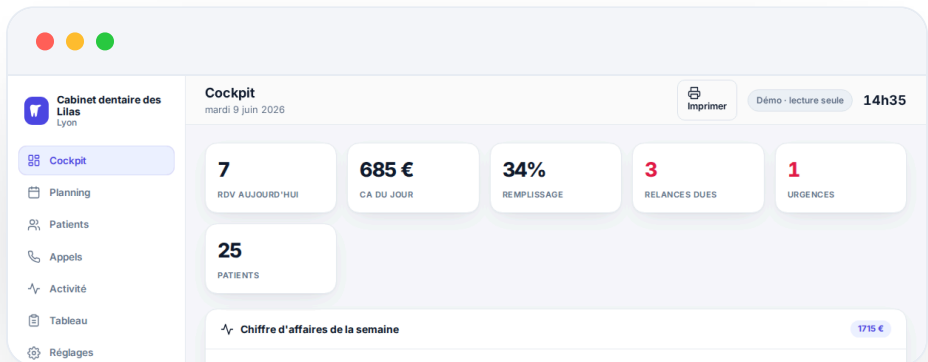 Cabinet dentaire des
Lilas
Lyon
Cockpit
Planning
Patients
Appels
Activité
Tableau
Réglages
Cockpit
mardi 9 juin 2026
Imprimer
Démo · lecture seule
14h35
7
RDV AUJOURD'HUI
685 €
CA DU JOUR
34%
REMPLISSAGE
3
RELANCES DUES
1
URGENCES
25
PATIENTS
Chiffre d'affaires de la semaine
1715 €